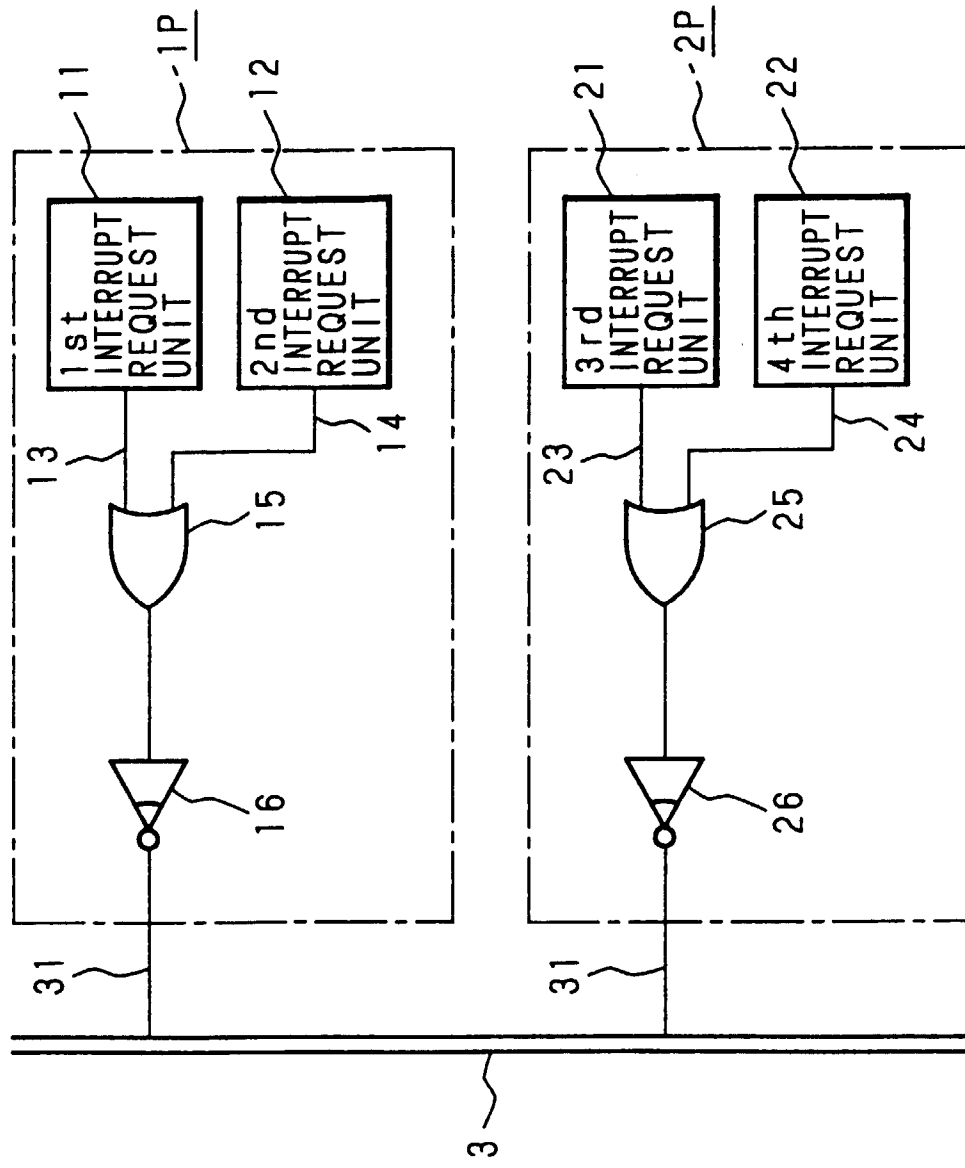 1P
11
1st
INTERRUPT
REQUEST
UNIT
12
2nd
INTERRUPT
REQUEST
UNIT
13
14
15
16
31
2P
21
3rd
INTERRUPT
REQUEST
UNIT
22
4th
INTERRUPT
REQUEST
UNIT
23
24
25
26
31
3